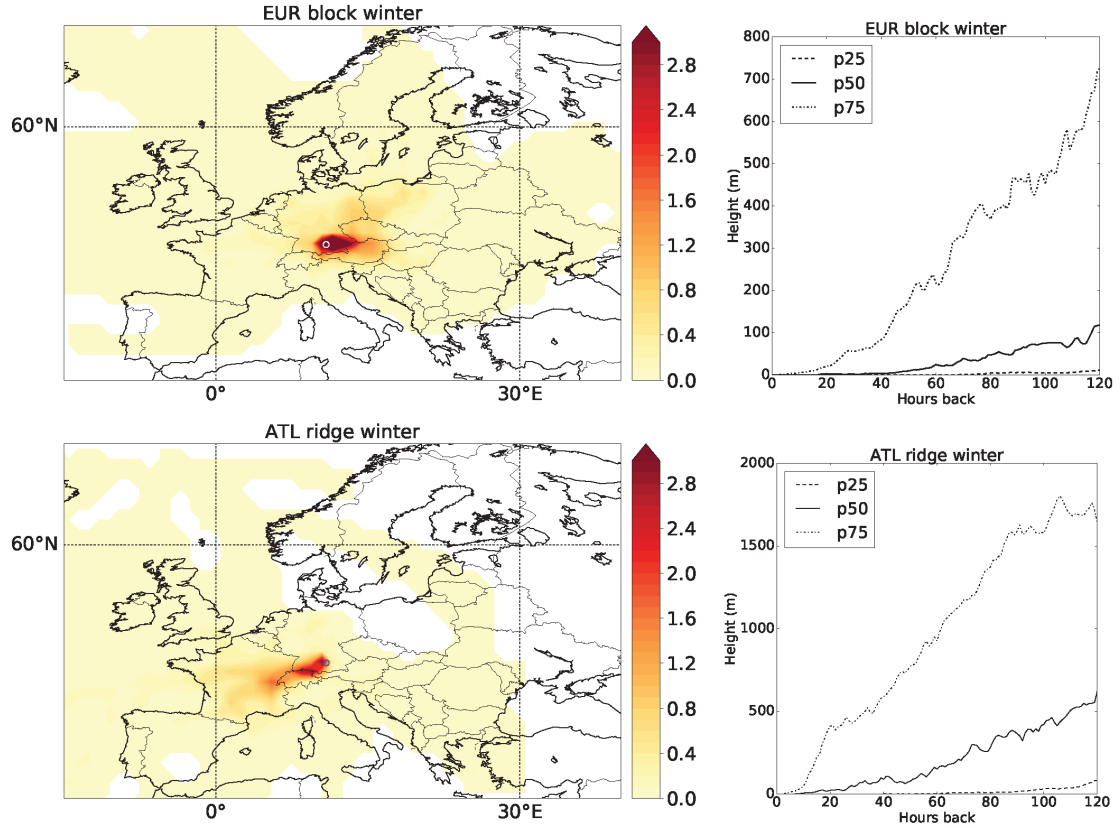 EUR block winter
60°N
0°
30°E
2.8
2.4
2.0
1.6
1.2
0.8
0.4
0.0
EUR block winter
p25
p50
p75
Height (m)
800
700
600
500
400
300
200
100
0
0 20 40 60 80 100 120
Hours back
ATL ridge winter
60°N
0°
30°E
2.8
2.4
2.0
1.6
1.2
0.8
0.4
0.0
ATL ridge winter
p25
p50
p75
Height (m)
2000
1500
1000
500
0
0 20 40 60 80 100 120
Hours back